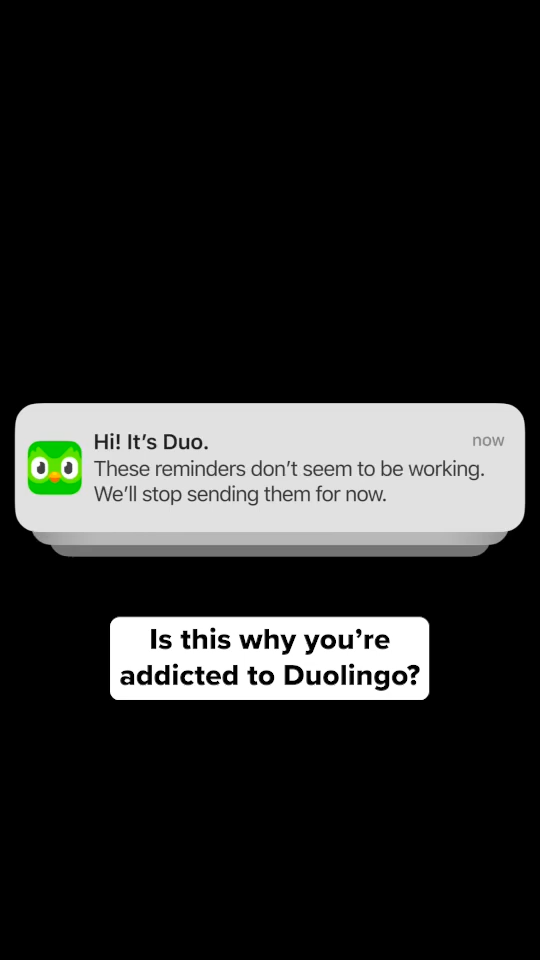 Hi! It’s Duo.
now
These reminders don’t seem to be working.
We’ll stop sending them for now.
Is this why you’re
addicted to Duolingo?